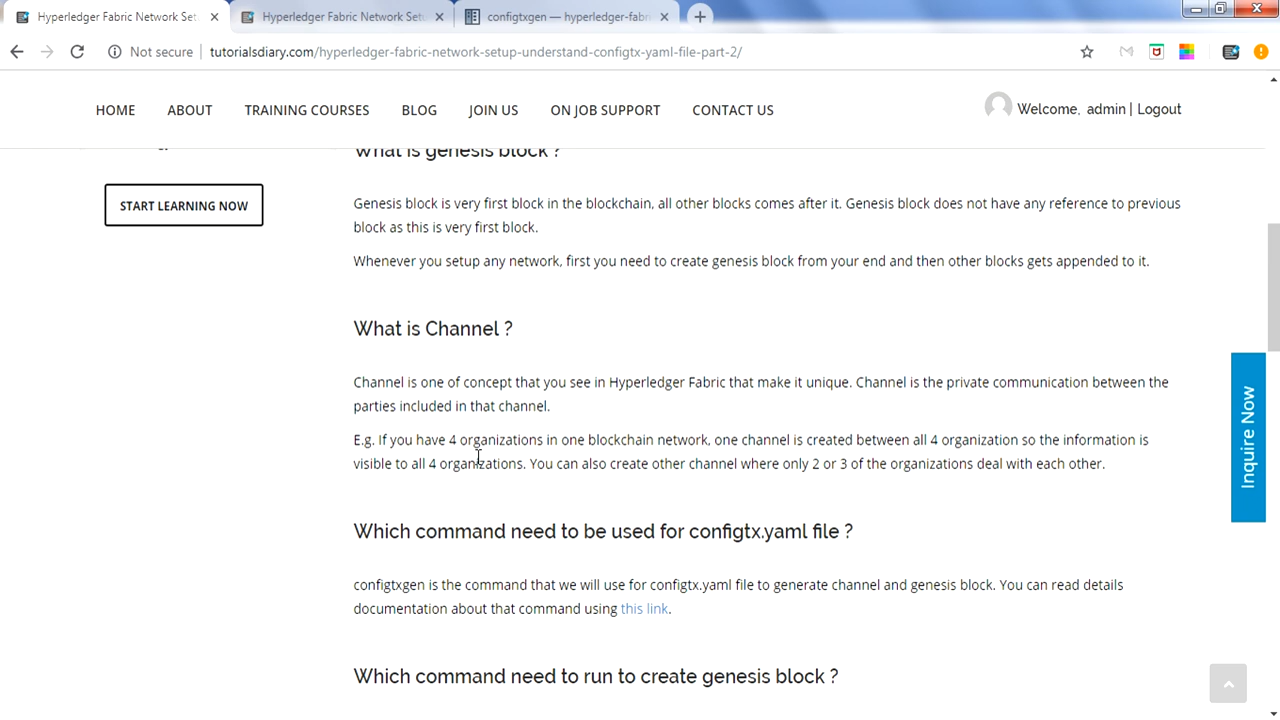 Hyperledger Fabric Network Set
Hyperledger Fabric Network Setu
configtxgen — hyperledger-fabri
Not secure
tutorialsdiary.com/hyperledger-fabric-network-setup-understand-configtx-yaml-file-part-2/
HOME ABOUT TRAINING COURSES BLOG JOIN US ON JOB SUPPORT CONTACT US
Welcome, admin | Logout
What is genesis block ?
START LEARNING NOW
Genesis block is very first block in the blockchain, all other blocks comes after it. Genesis block does not have any reference to previous
block as this is very first block.
Whenever you setup any network, first you need to create genesis block from your end and then other blocks gets appended to it.
What is Channel ?
Channel is one of concept that you see in Hyperledger Fabric that make it unique. Channel is the private communication between the
parties included in that channel.
E.g. If you have 4 organizations in one blockchain network, one channel is created between all 4 organization so the information is
visible to all 4 organizations. You can also create other channel where only 2 or 3 of the organizations deal with each other.
Inquire Now
Which command need to be used for configtx.yaml file ?
configtxgen is the command that we will use for configtx.yaml file to generate channel and genesis block. You can read details
documentation about that command using this link.
Which command need to run to create genesis block ?